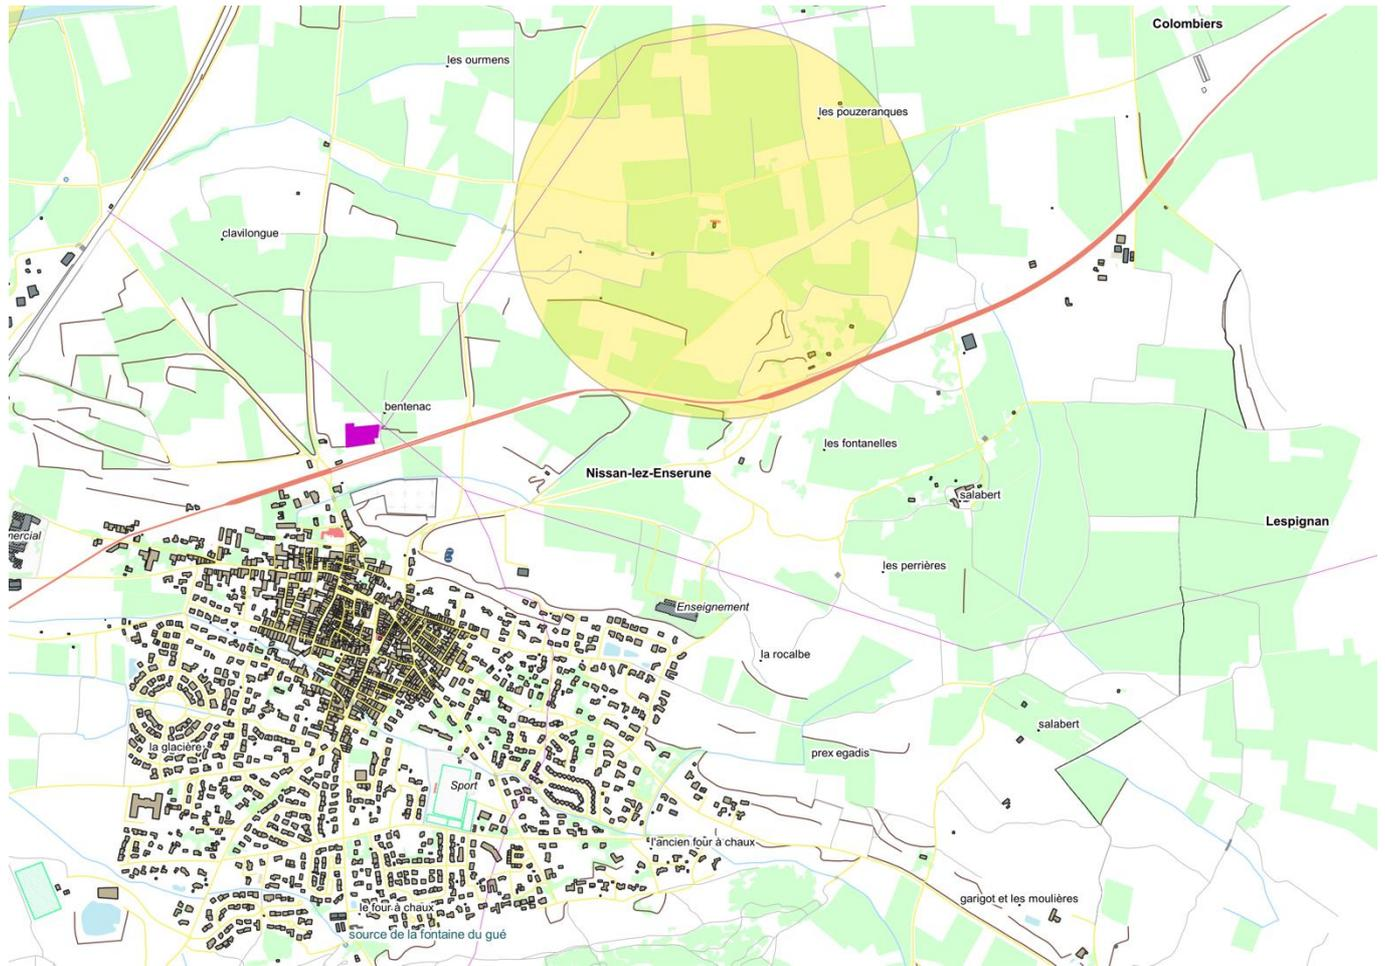 Colombiers
les ourmens
les pouzeranques
clavilongue
bentenac
les fontanelles
Nissan-lez-Enserune
salabert
Lespignan
mercial
les perrières
Enseignement
la rocalbe
salabert
la glacière
prex egadis
Sport
l'ancien four à chaux
garigot et les moulières
le four à chaux
source de la fontaine du gué